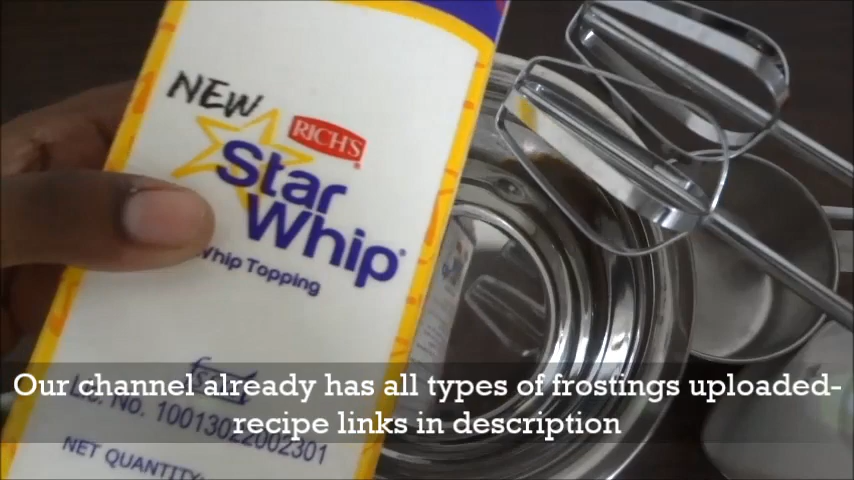 NEW
RICH'S
Star
Whip
Whip Topping
fssai
Lic. No. 10013022002301
NET QUANTITY:
Our channel already has all types of frostings uploaded-
recipe links in description